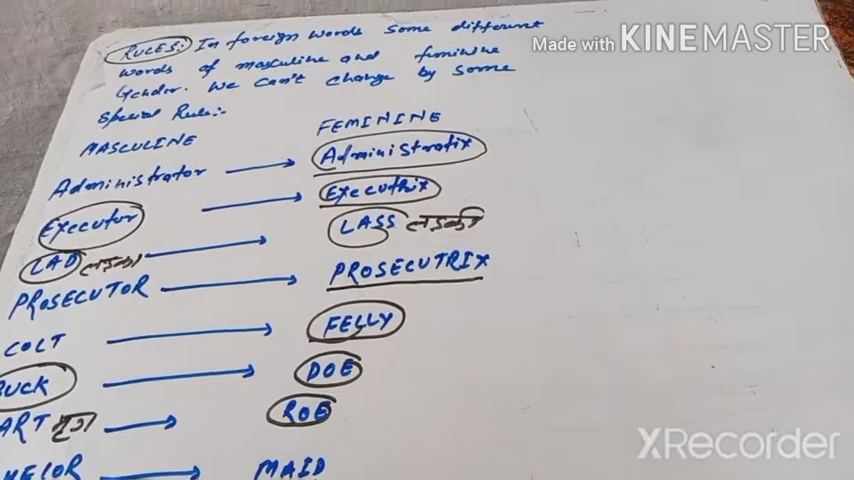 RULES: In foreign words some different
words of masculine and feminine
Gender. We can't change by some
special Rule:-
MASCULINE FEMININE
Administrator → Administratix
Executor → Executrix
LAD लड़का → LASS लड़की
PROSECUTOR → PROSECUTRIX
COLT → FELLY
BUCK → DOE
ART मृग → ROE
HELOR → MAID
Made with KINEMASTER
XRecorder